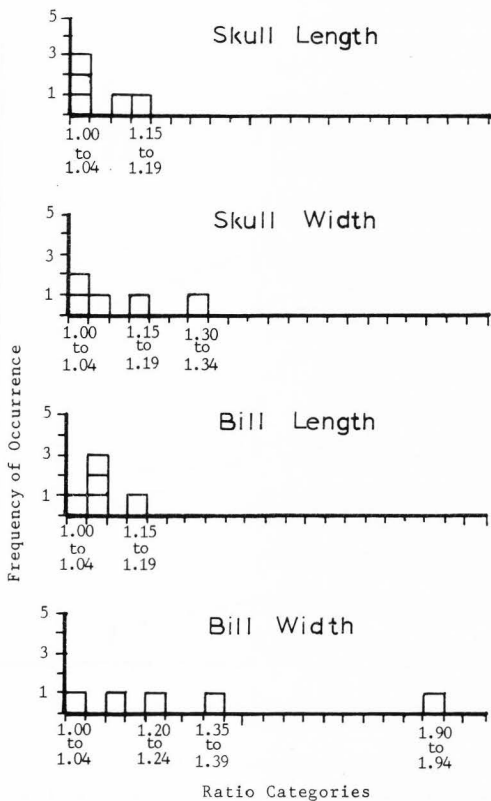 Skull Length
5
3
1
1.00 1.15
to to
1.04 1.19
Skull Width
5
3
1
1.00 1.15 1.30
to to to
1.04 1.19 1.34
Frequency of Occurrence
Bill Length
5
3
1
1.00 1.15
to to
1.04 1.19
Bill Width
5
3
1
1.00 1.20 1.35 1.90
to to to to
1.04 1.24 1.39 1.94
Ratio Categories